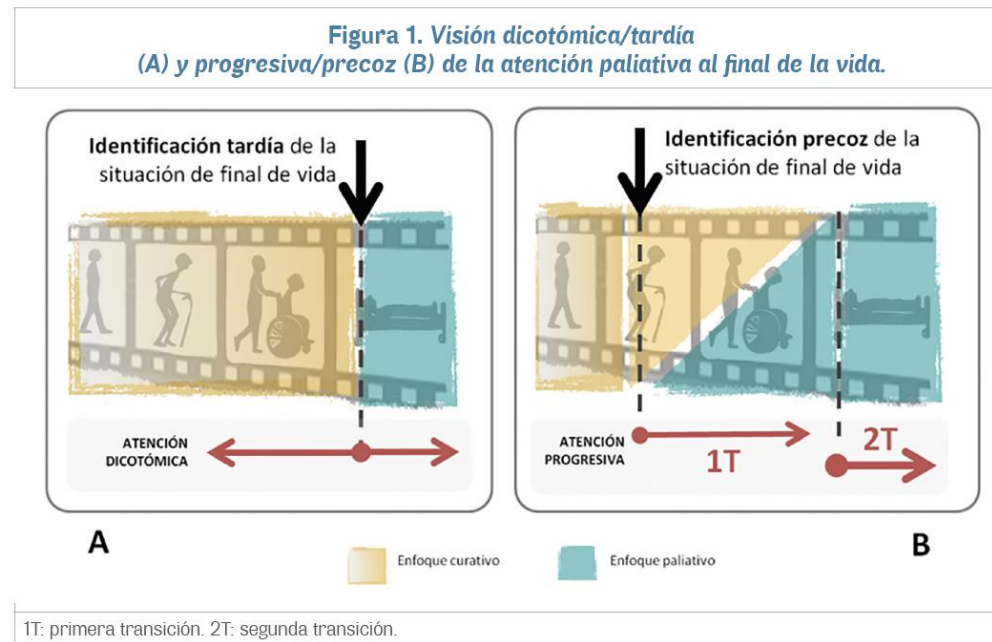 Figura 1. Visión dicotómica/tardía
(A) y progresiva/precoz (B) de la atención paliativa al final de la vida.
Identificación tardía de la
situación de final de vida
ATENCIÓN
DICOTÓMICA
A
Identificación precoz de la
situación de final de vida
ATENCIÓN
PROGRESIVA
1T
2T
B
Enfoque curativo
Enfoque paliativo
1T: primera transición. 2T: segunda transición.